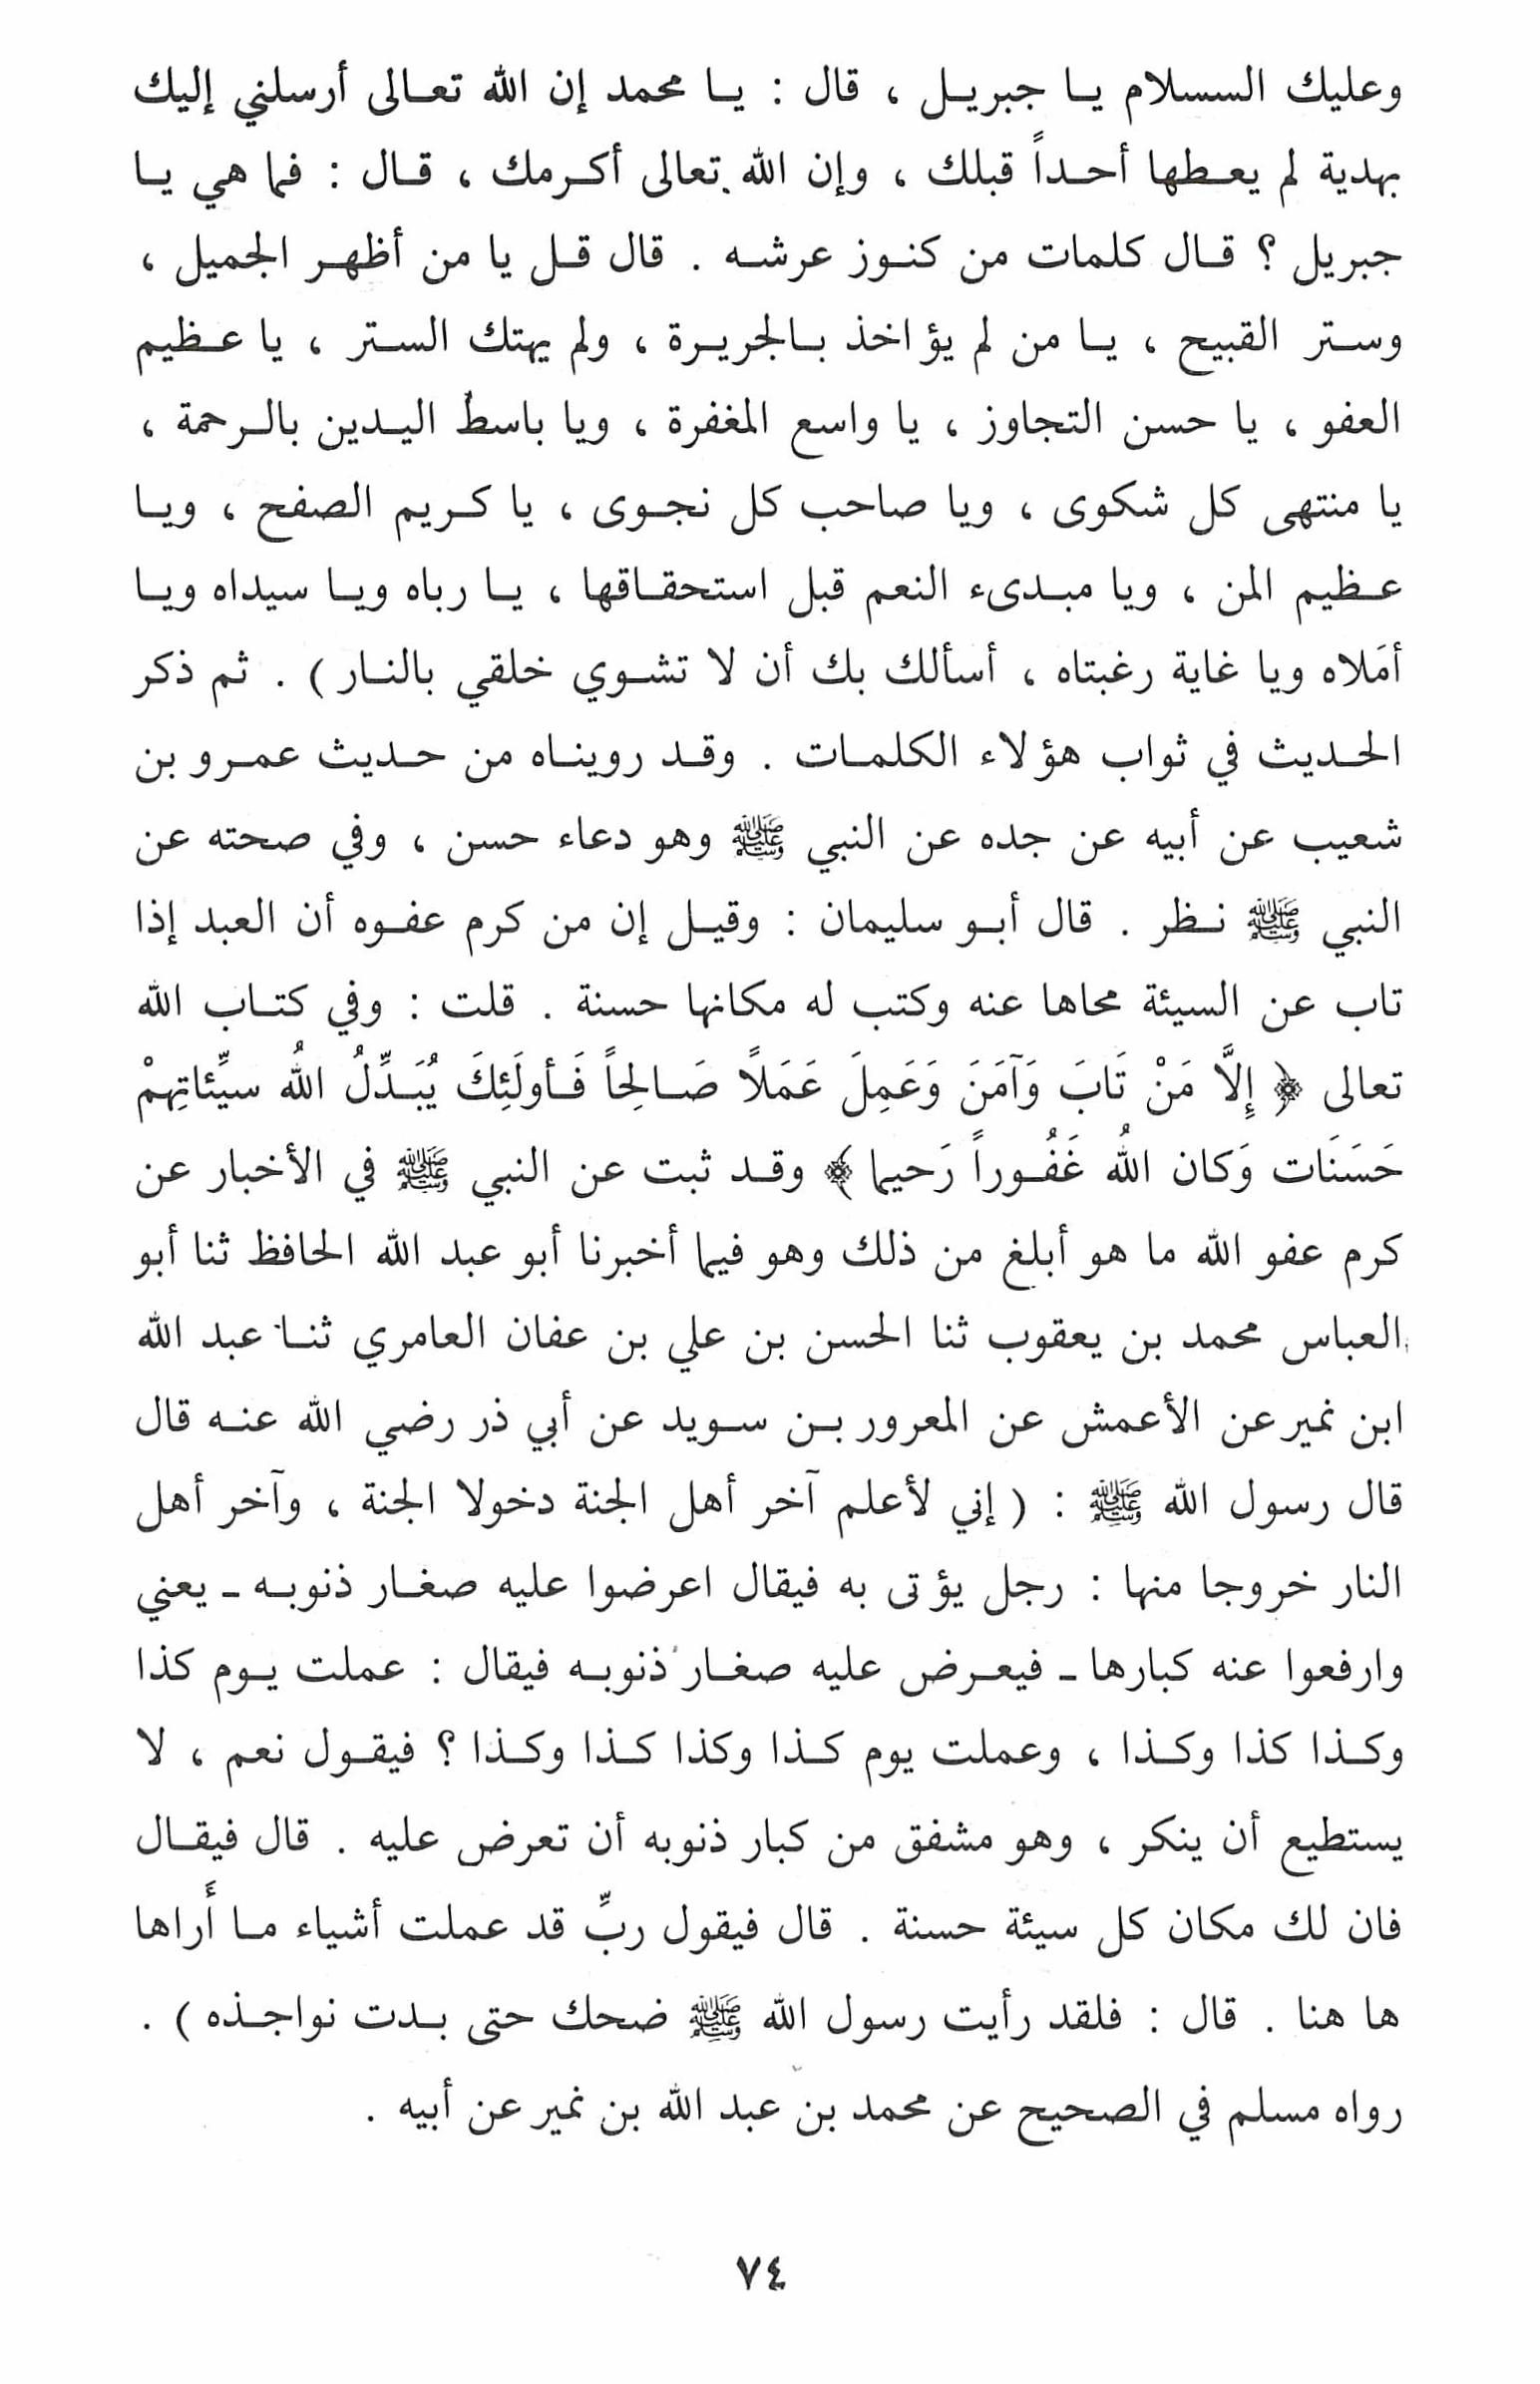 وعليك السسلام يا جبريل ، قال : يا محمد إن الله تعالى أرسلني إليك
بهدية لم يعطها أحداً قبلك ، وإن الله تعالى أكرمك ، قال : فما هي يا
جبريل ؟ قال كلمات من كنوز عرشه . قال قل يا من أظهر الجميل ،
وستر القبيح ، يا من لم يؤاخذ بالجريرة ، ولم يهتك الستر ، يا عظيم
العفو ، يا حسن التجاوز ، يا واسع المغفرة ، ويا باسطُ اليدين بالرحمة ،
يا منتهى كل شكوى ، ويا صاحب كل نجوى ، يا كريم الصفح ، ويا
عظيم المن ، ويا مبدىء النعم قبل استحقاقها ، يا رباه ويا سيداه ويا
أمَلاه ويا غاية رغبتاه ، أسألك بك أن لا تشوي خلقي بالنار ) . ثم ذكر
الحديث في ثواب هؤلاء الكلمات . وقد رويناه من حديث عمرو بن
شعيب عن أبيه عن جده عن النبي ﷺ وهو دعاء حسن ، وفي صحته عن
النبي ﷺ نظر . قال أبو سليمان : وقيل إن من كرم عفوه أن العبد إذا
تاب عن السيئة محاها عنه وكتب له مكانها حسنة . قلت : وفي كتاب الله
تعالى ﴿ إِلَّا مَنْ تَابَ وَآمَنَ وَعَمِلَ عَمَلًا صَالِحاً فَأولَئِكَ يُبَدِّلُ اللُه سيِّئاتِهِمْ
حَسَنَات وَكان اللُه غَفُوراً رَحيما ﴾ وقد ثبت عن النبي ﷺ في الأخبار عن
كرم عفو الله ما هو أبلغ من ذلك وهو فيما أخبرنا أبو عبد الله الحافظ ثنا أبو
العباس محمد بن يعقوب ثنا الحسن بن علي بن عفان العامري ثنا عبد الله
ابن نمير عن الأعمش عن المعرور بن سويد عن أبي ذر رضي الله عنه قال
قال رسول الله ﷺ : ( إني لأعلم آخر أهل الجنة دخولا الجنة ، وآخر أهل
النار خروجا منها : رجل يؤتى به فيقال اعرضوا عليه صغار ذنوبه ـ يعني
وارفعوا عنه كبارها ـ فيعرض عليه صغار ذنوبه فيقال : عملت يوم كذا
وكذا كذا وكذا ، وعملت يوم كذا وكذا كذا وكذا ؟ فيقول نعم ، لا
يستطيع أن ينكر ، وهو مشفق من كبار ذنوبه أن تعرض عليه . قال فيقال
فان لك مكان كل سيئة حسنة . قال فيقول ربِّ قد عملت أشياء ما أَراها
ها هنا . قال : فلقد رأيت رسول الله ﷺ ضحك حتى بدت نواجذه ) .
رواه مسلم في الصحيح عن محمد بن عبد الله بن نمير عن أبيه .
٧٤